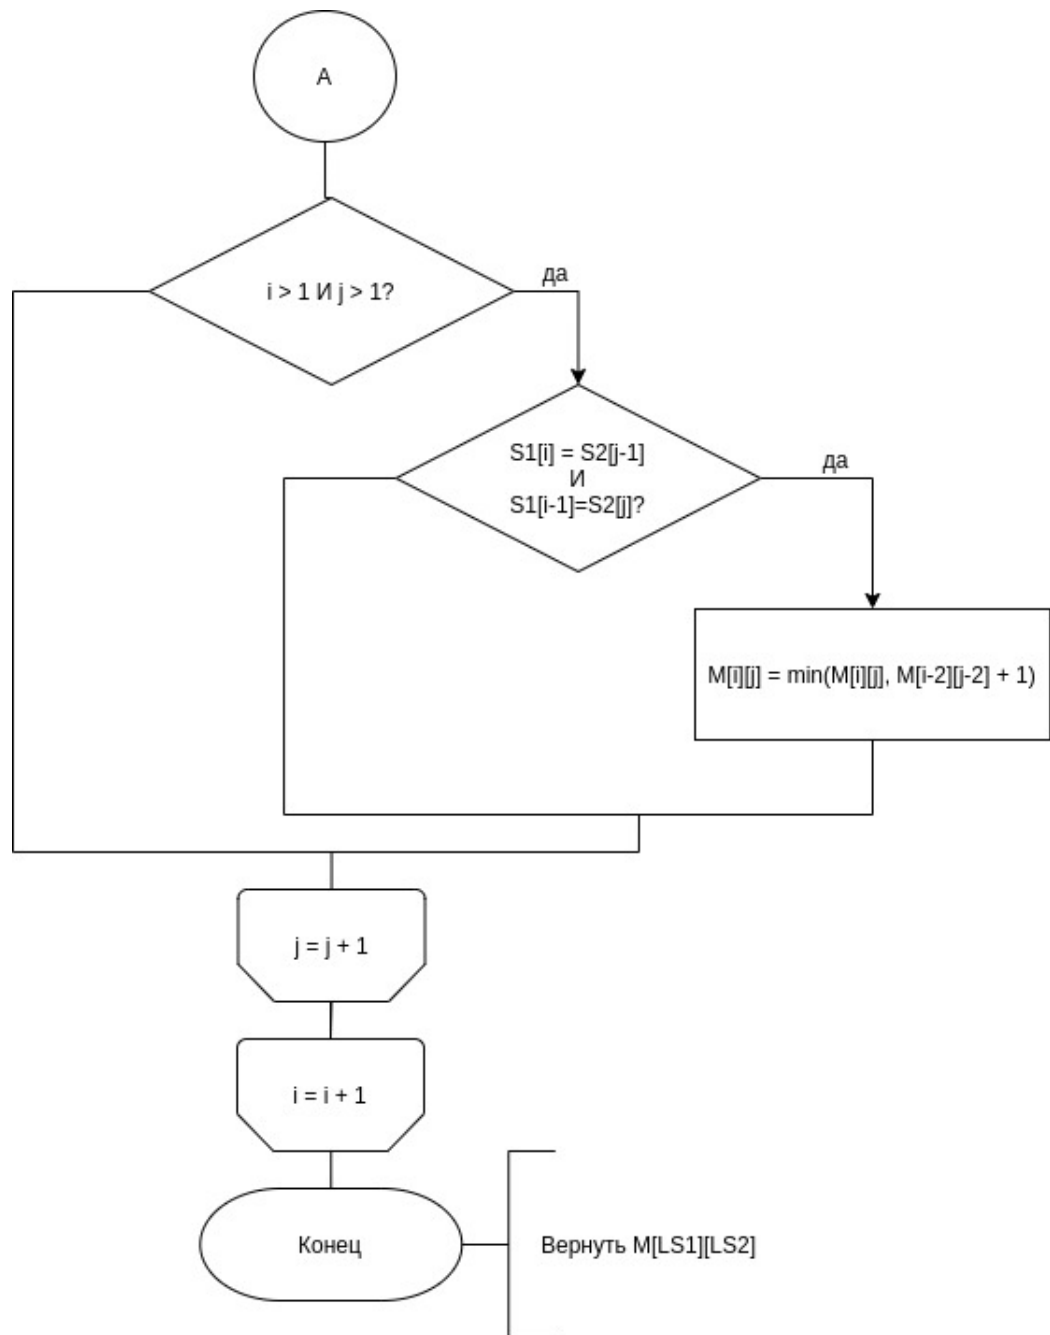 A
i > 1 И j > 1?
да
S1[i] = S2[j-1]
И
S1[i-1]=S2[j]?
да
M[i][j] = min(M[i][j], M[i-2][j-2] + 1)
j = j + 1
i = i + 1
Конец
Вернуть M[LS1][LS2]